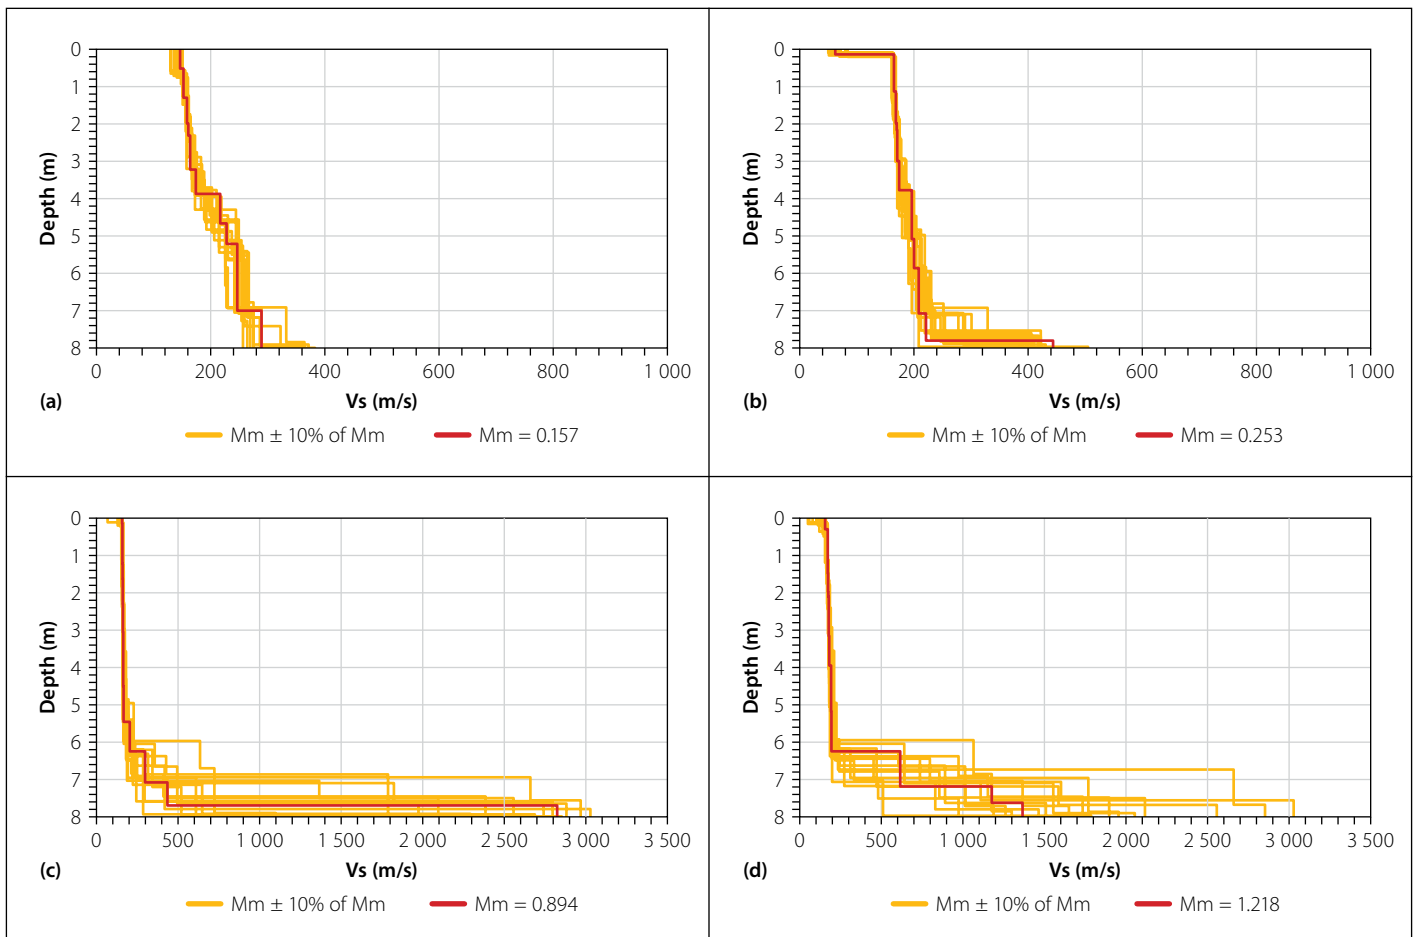 0
1
2
3
4
5
6
7
8
Depth (m)
0 200 400 600 800 1 000
(a) Vs (m/s)
Mm ± 10% of Mm Mm = 0.157
0
1
2
3
4
5
6
7
8
Depth (m)
0 200 400 600 800 1 000
(b) Vs (m/s)
Mm ± 10% of Mm Mm = 0.253
0
1
2
3
4
5
6
7
8
Depth (m)
0 500 1 000 1 500 2 000 2 500 3 000 3 500
(c) Vs (m/s)
Mm ± 10% of Mm Mm = 0.894
0
1
2
3
4
5
6
7
8
Depth (m)
0 500 1 000 1 500 2 000 2 500 3 000 3 500
(d) Vs (m/s)
Mm ± 10% of Mm Mm = 1.218